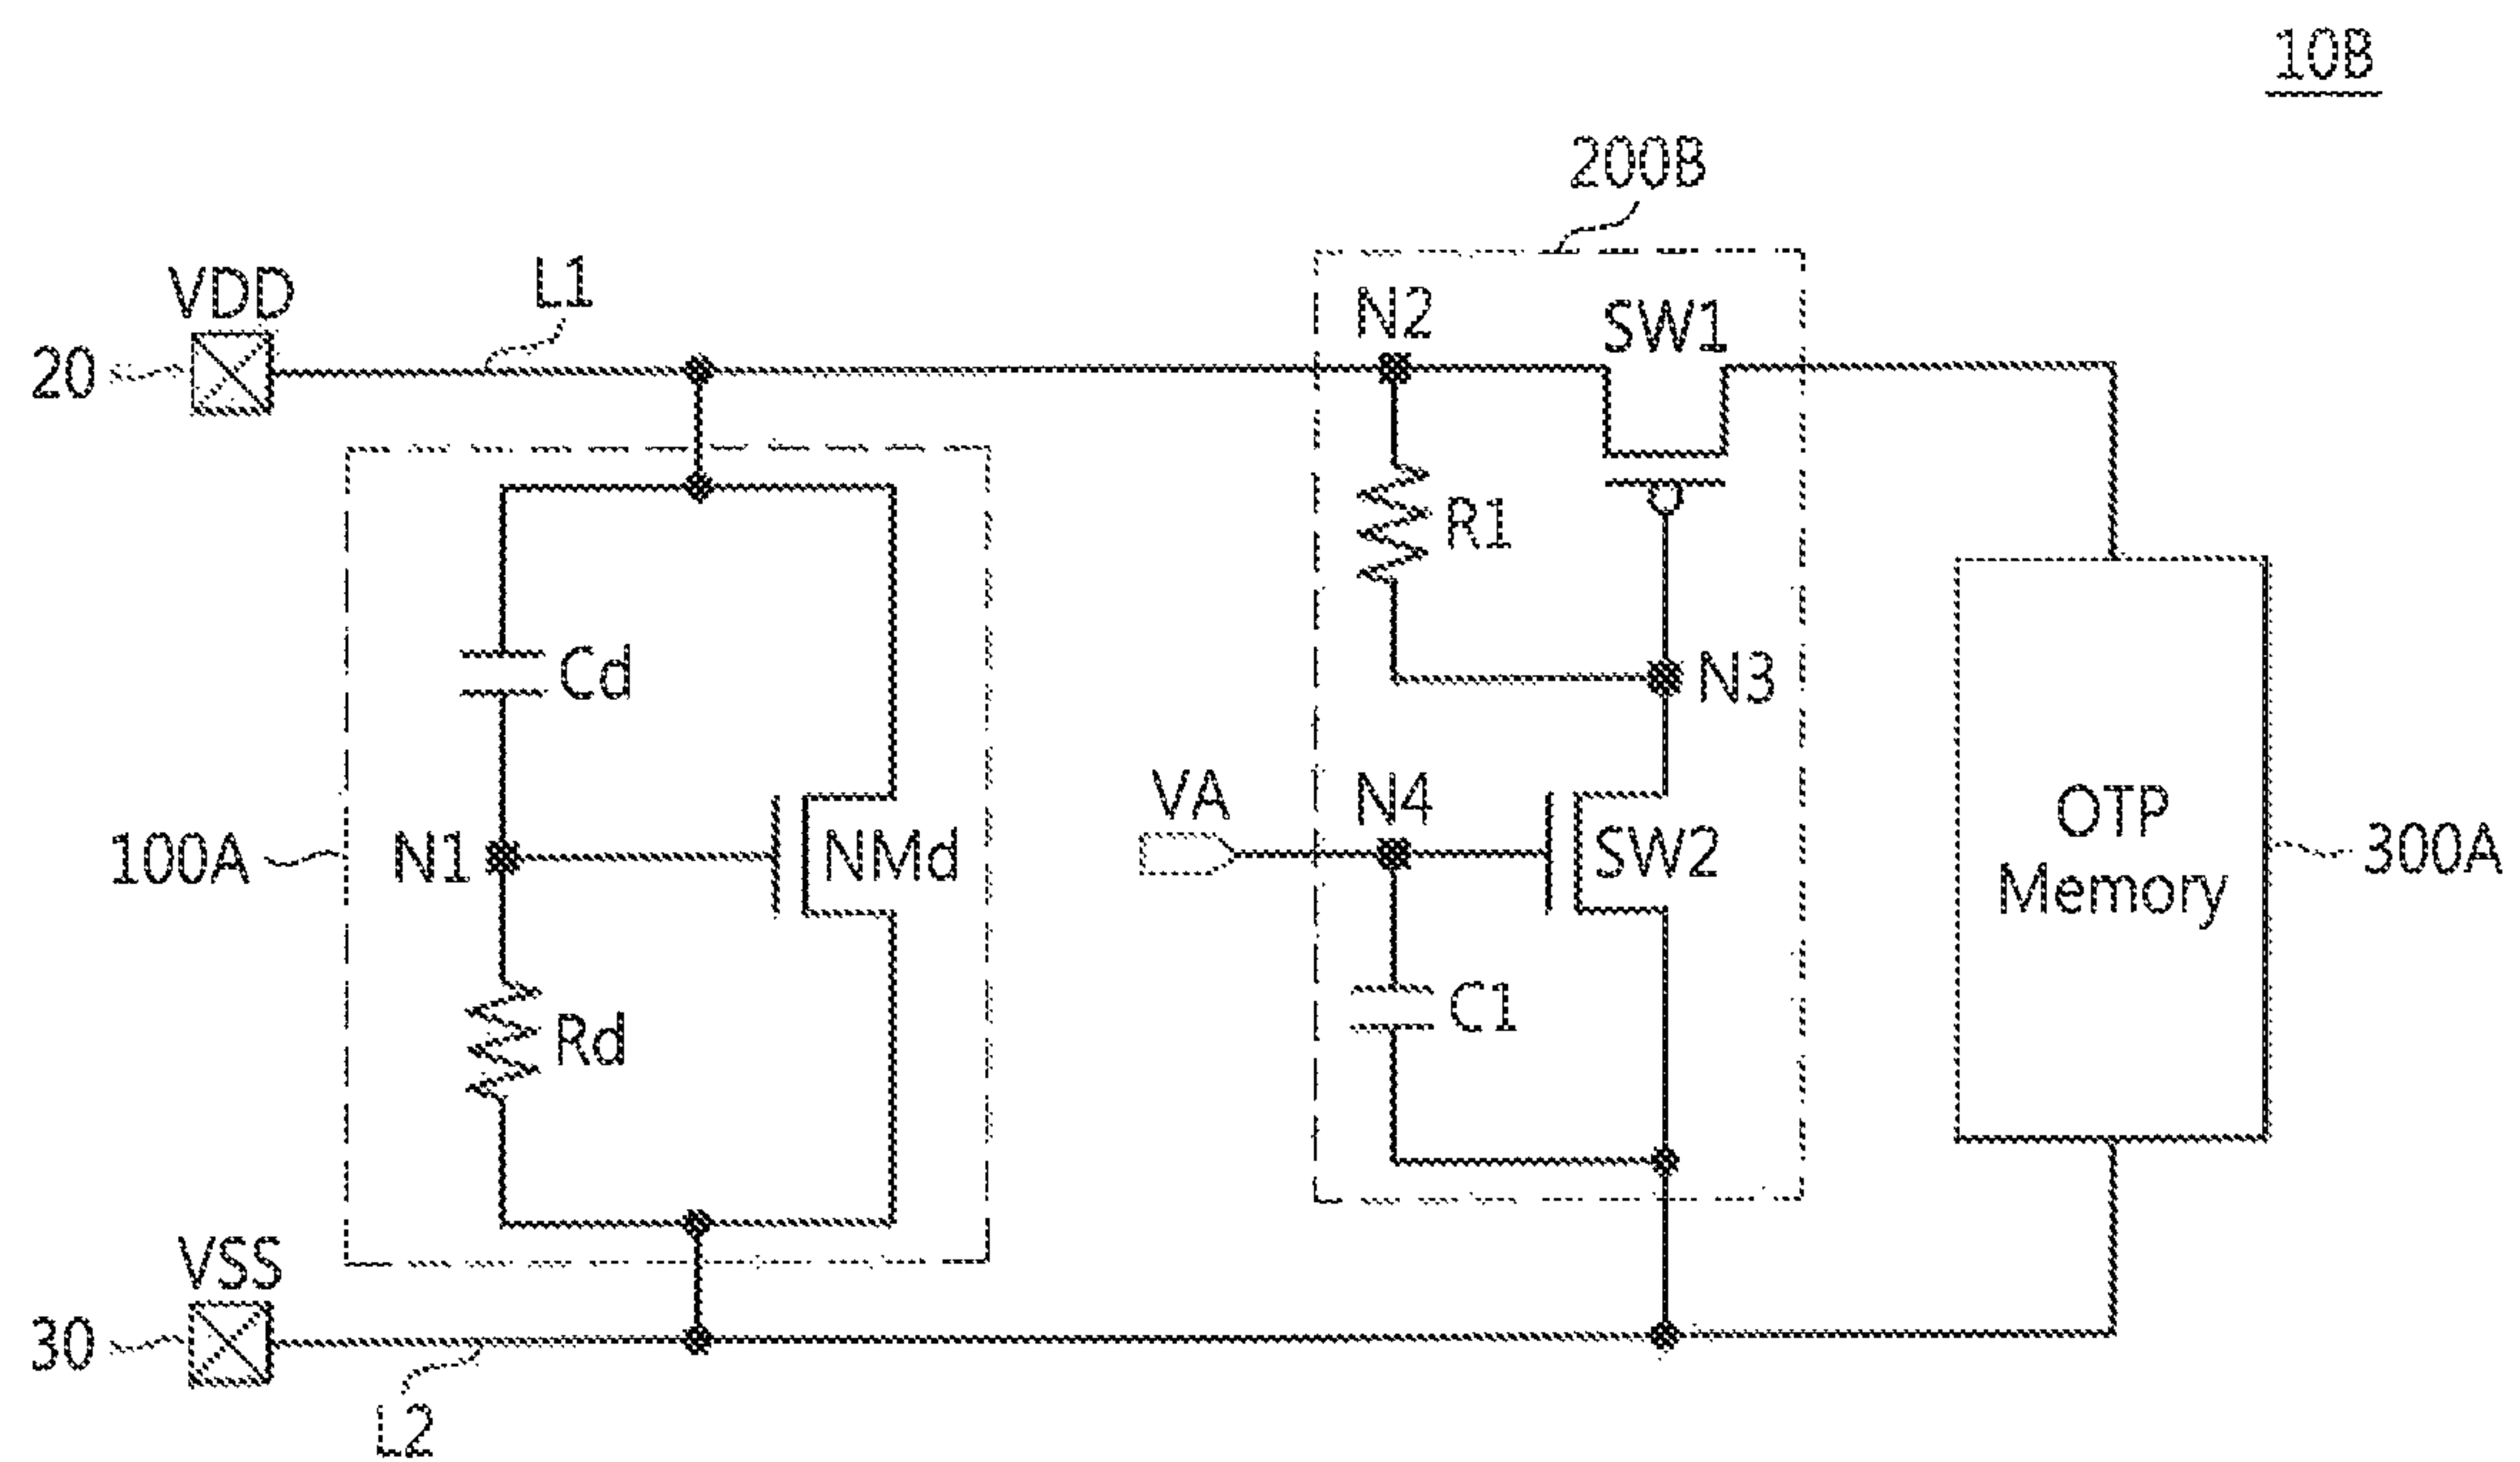 10B
200B
VDD
L1
N2
SW1
20
R1
Cd
N3
VA
N4
OTP
Memory
100A
N1
NMd
SW2
300A
C1
Rd
VSS
30
L2